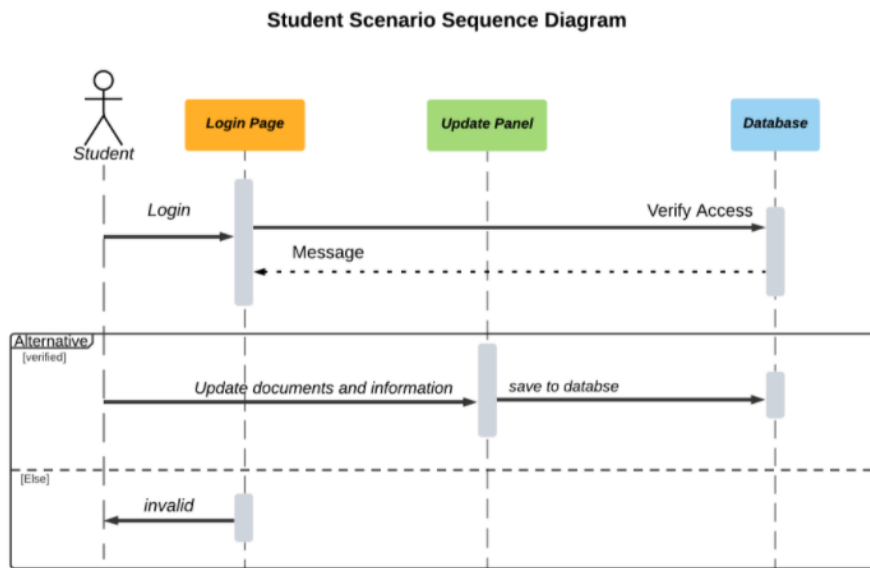 Student Scenario Sequence Diagram
Student
Login Page
Update Panel
Database
Login
Verify Access
Message
Alternative
[verified]
Update documents and information
save to databse
[Else]
invalid